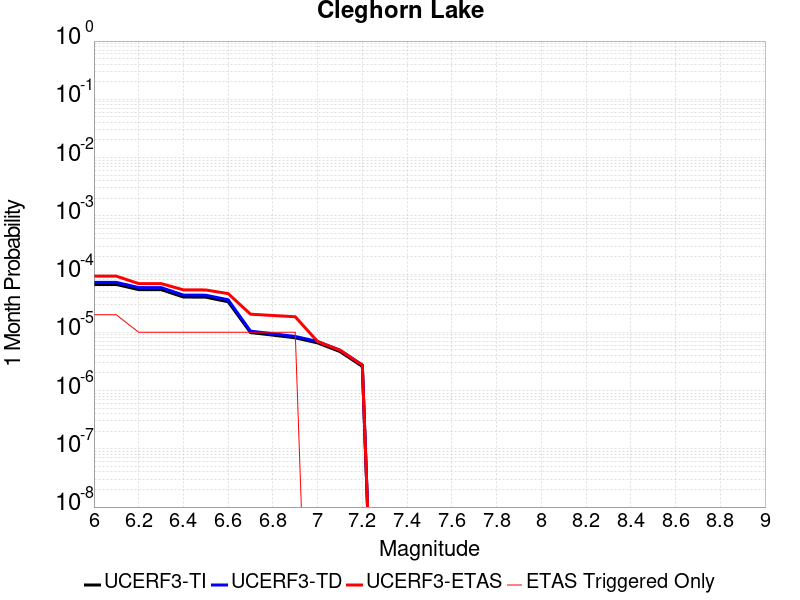 Cleghorn Lake
1 Month Probability
10^0
10^-1
10^-2
10^-3
10^-4
10^-5
10^-6
10^-7
10^-8
6 6.2 6.4 6.6 6.8 7 7.2 7.4 7.6 7.8 8 8.2 8.4 8.6 8.8 9
Magnitude
UCERF3-TI UCERF3-TD UCERF3-ETAS ETAS Triggered Only